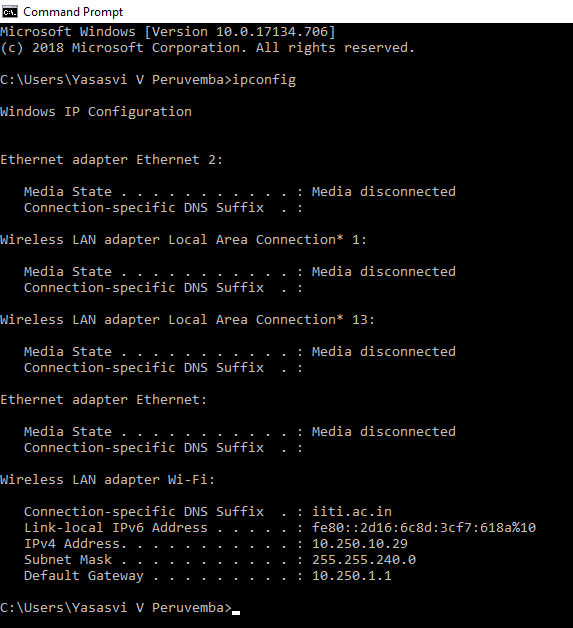 Command Prompt
Microsoft Windows [Version 10.0.17134.706]
(c) 2018 Microsoft Corporation. All rights reserved.
C:\Users\Yasasvi V Peruvemba>ipconfig
Windows IP Configuration
Ethernet adapter Ethernet 2:
   Media State . . . . . . . . . . . : Media disconnected
   Connection-specific DNS Suffix  . :
Wireless LAN adapter Local Area Connection* 1:
   Media State . . . . . . . . . . . : Media disconnected
   Connection-specific DNS Suffix  . :
Wireless LAN adapter Local Area Connection* 13:
   Media State . . . . . . . . . . . : Media disconnected
   Connection-specific DNS Suffix  . :
Ethernet adapter Ethernet:
   Media State . . . . . . . . . . . : Media disconnected
   Connection-specific DNS Suffix  . :
Wireless LAN adapter Wi-Fi:
   Connection-specific DNS Suffix  . : iiti.ac.in
   Link-local IPv6 Address . . . . . : fe80::2d16:6c8d:3cf7:618a%10
   IPv4 Address. . . . . . . . . . . : 10.250.10.29
   Subnet Mask . . . . . . . . . . . : 255.255.240.0
   Default Gateway . . . . . . . . . : 10.250.1.1
C:\Users\Yasasvi V Peruvemba>